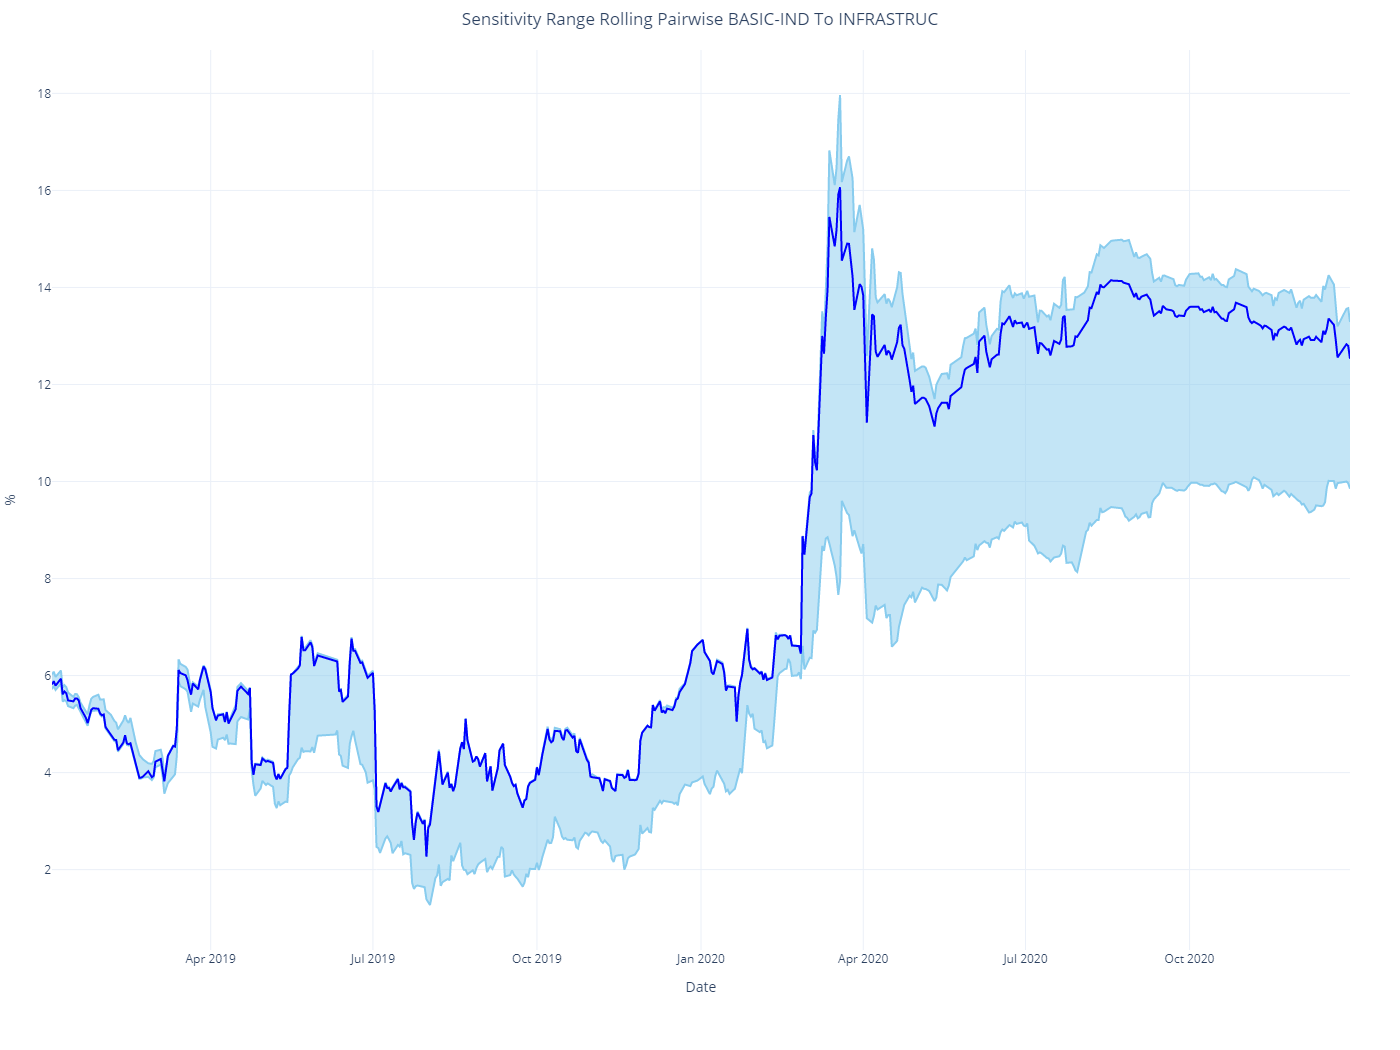 Sensitivity Range Rolling Pairwise BASIC-IND To INFRASTRUC
18
16
14
12
10
8
6
4
2
%
Apr 2019
Jul 2019
Oct 2019
Jan 2020
Apr 2020
Jul 2020
Oct 2020
Date